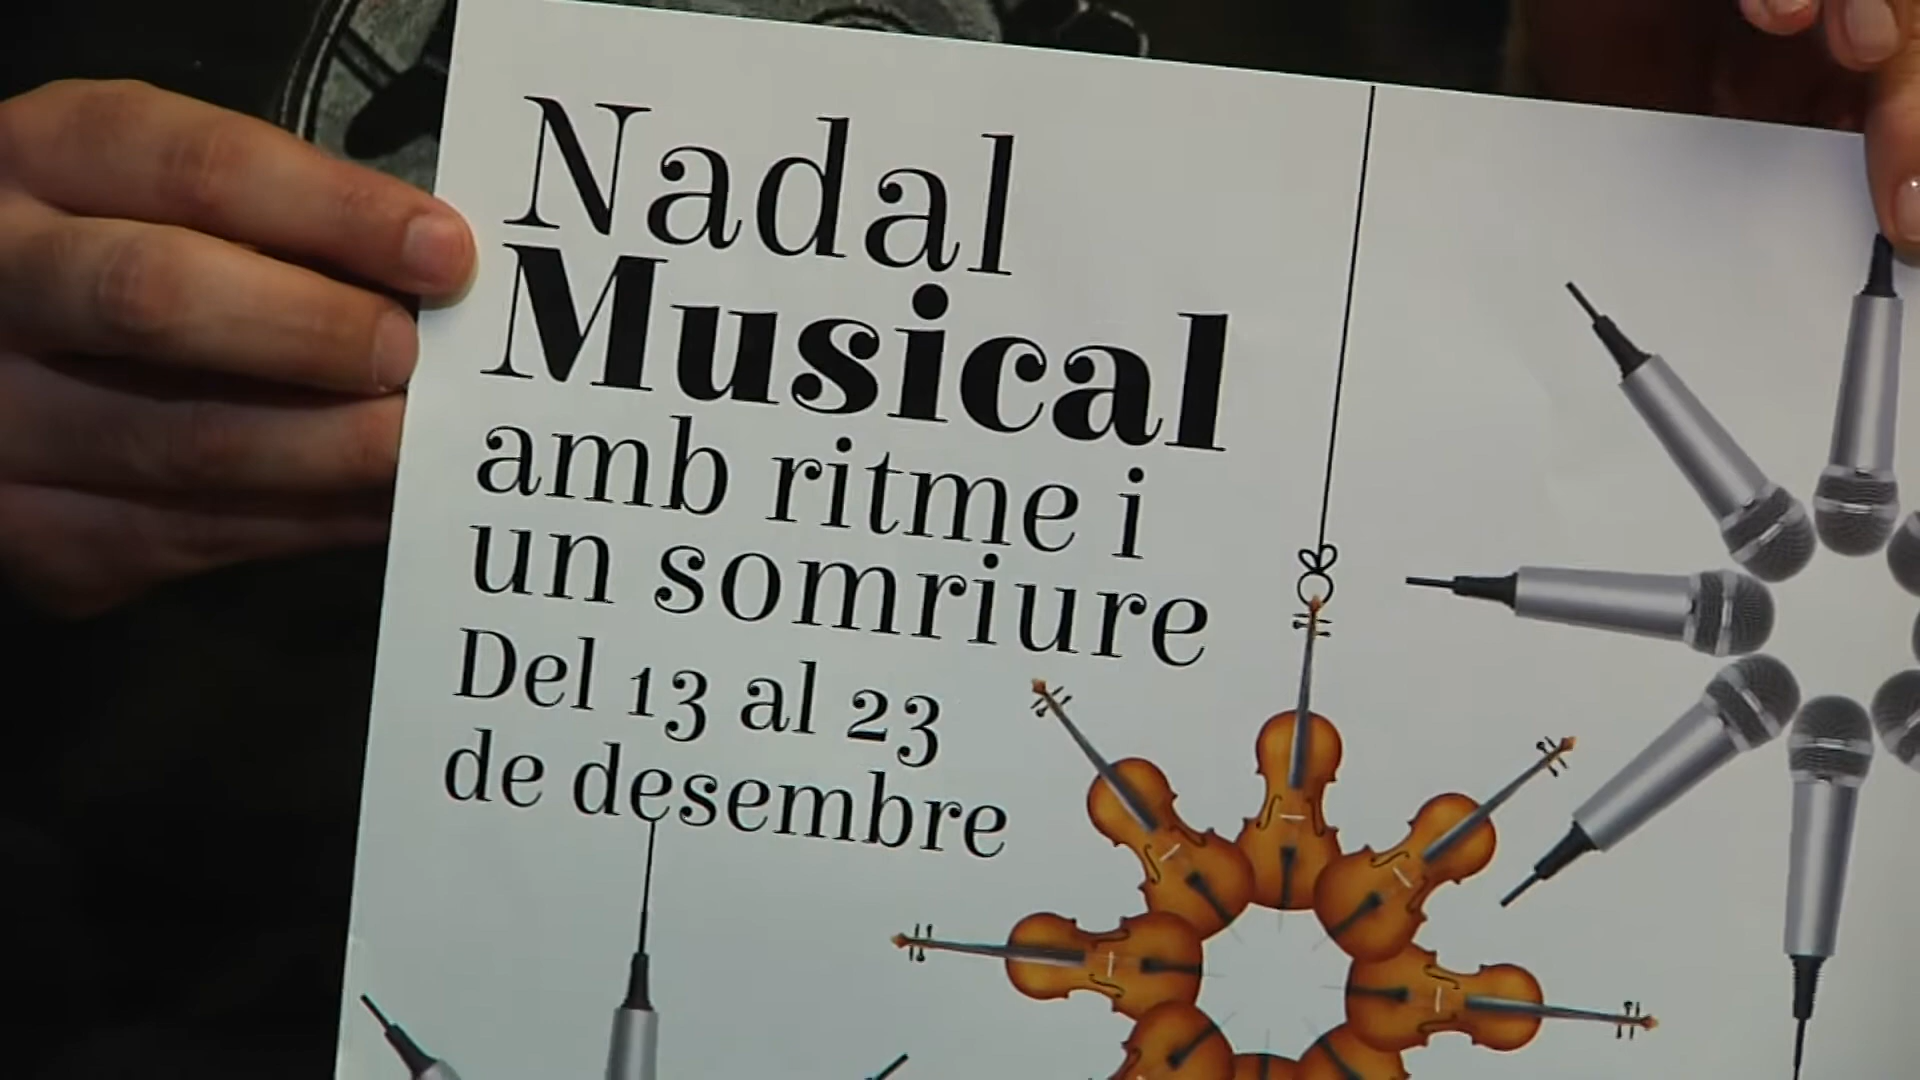 Nadal
Musical
amb ritme i
un somriure
Del 13 al 23
de desembre